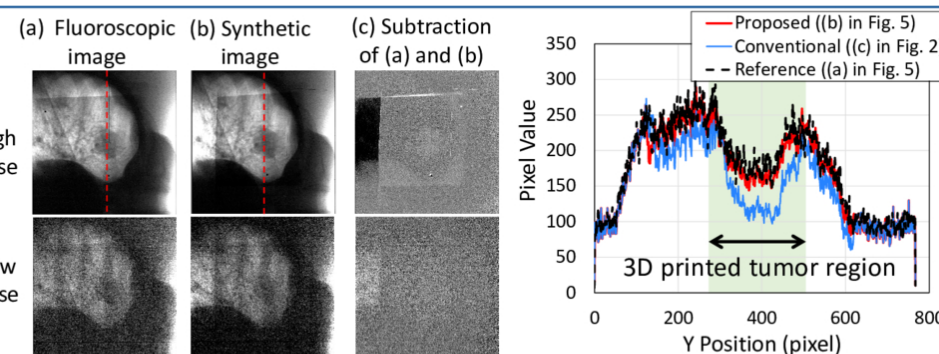 (a) Fluoroscopic
image
(b) Synthetic
image
(c) Subtraction
of (a) and (b)
gh
se
w
se
Proposed ((b) in Fig. 5)
Conventional ((c) in Fig. 2
Reference ((a) in Fig. 5)
Pixel Value
350
300
250
200
150
100
50
0
3D printed tumor region
0 200 400 600 800
Y Position (pixel)